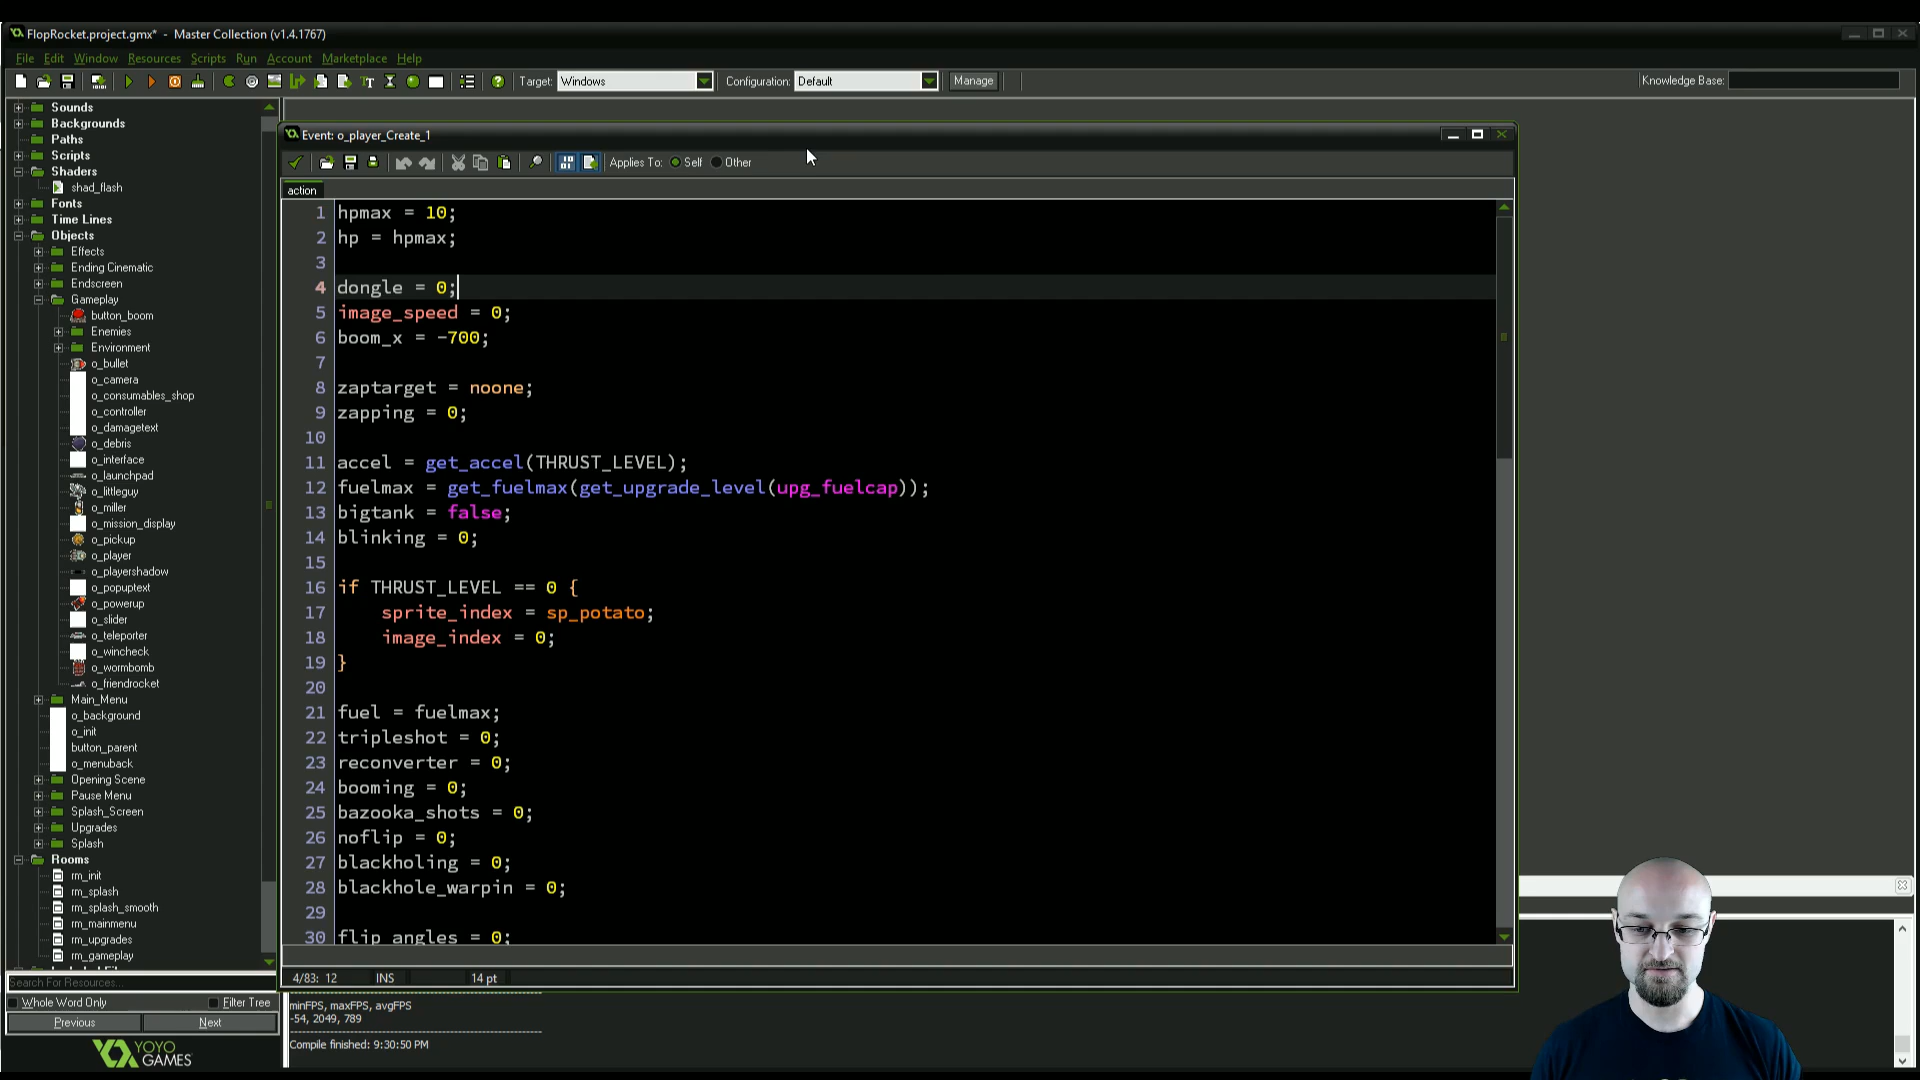 FlopRocket.project.gmx* - Master Collection (v1.4.1767)
File Edit Window Resources Scripts Run Account Marketplace Help
Target: Windows Configuration: Default Manage Knowledge Base:
Sounds
Backgrounds
Paths
Scripts
Shaders
shad_flash
Fonts
Time Lines
Objects
Effects
Ending Cinematic
Endscreen
Gameplay
button_boom
Enemies
Environment
o_bullet
o_camera
o_consumables_shop
o_controller
o_damagetext
o_debris
o_interface
o_launchpad
o_littleguy
o_miller
o_mission_display
o_pickup
o_player
o_playershadow
o_popuptext
o_powerup
o_slider
o_teleporter
o_wincheck
o_wormbomb
o_friendrocket
Main_Menu
o_background
o_init
button_parent
o_menuback
Opening Scene
Pause Menu
Splash_Screen
Upgrades
Splash
Rooms
rm_init
rm_splash
rm_splash_smooth
rm_mainmenu
rm_upgrades
rm_gameplay
Search For Resources...
Whole Word Only Filter Tree
Previous Next
YOYO
GAMES
Event: o_player_Create_1
Applies To: Self Other
action
1 hpmax = 10;
2 hp = hpmax;
3
4 dongle = 0;
5 image_speed = 0;
6 boom_x = -700;
7
8 zaptarget = noone;
9 zapping = 0;
10
11 accel = get_accel(THRUST_LEVEL);
12 fuelmax = get_fuelmax(get_upgrade_level(upg_fuelcap));
13 bigtank = false;
14 blinking = 0;
15
16 if THRUST_LEVEL == 0 {
17 sprite_index = sp_potato;
18 image_index = 0;
19 }
20
21 fuel = fuelmax;
22 tripleshot = 0;
23 reconverter = 0;
24 booming = 0;
25 bazooka_shots = 0;
26 noflip = 0;
27 blackholing = 0;
28 blackhole_warpin = 0;
29
30 flip_angles = 0;
4/83: 12 INS 14 pt
minFPS, maxFPS, avgFPS
-54, 2049, 789
Compile finished: 9:30:50 PM